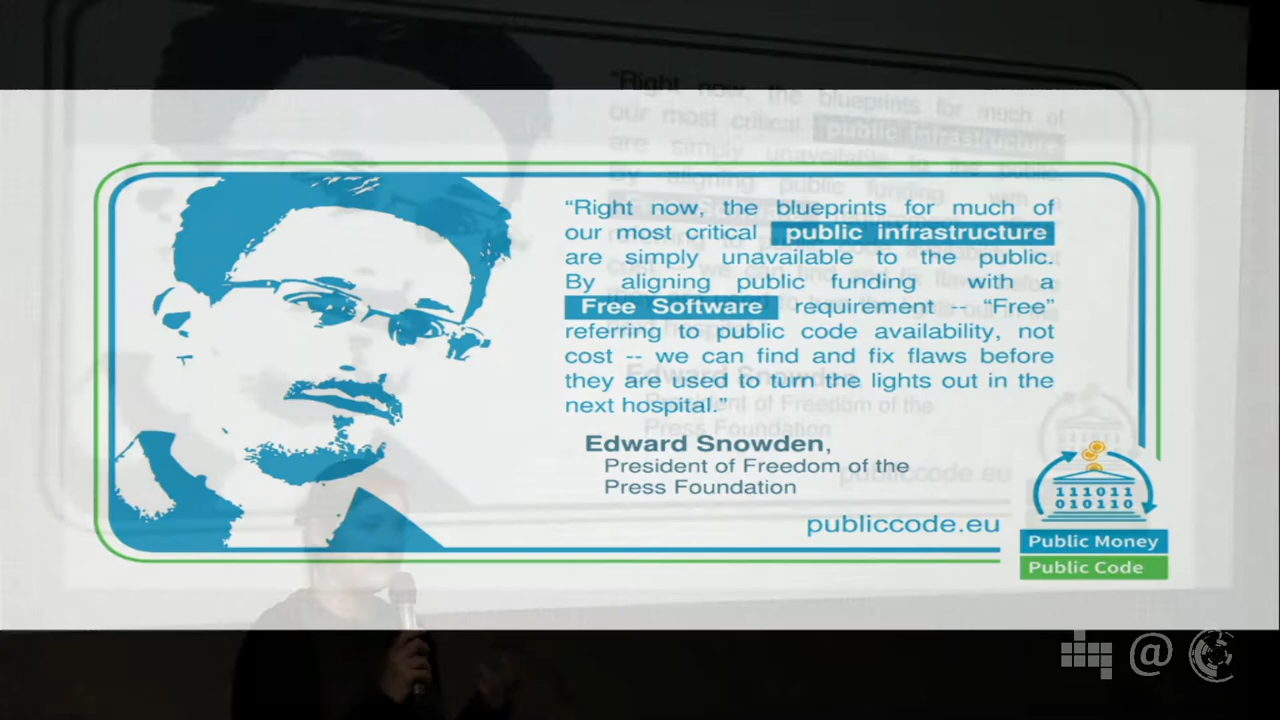 “Right now, the blueprints for much of
our most critical public infrastructure
are simply unavailable to the public.
By aligning public funding with a
Free Software requirement -- “Free”
referring to public code availability, not
cost -- we can find and fix flaws before
they are used to turn the lights out in the
next hospital.”
Edward Snowden,
President of Freedom of the
Press Foundation
publiccode.eu
111011
010110
Public Money
Public Code
@